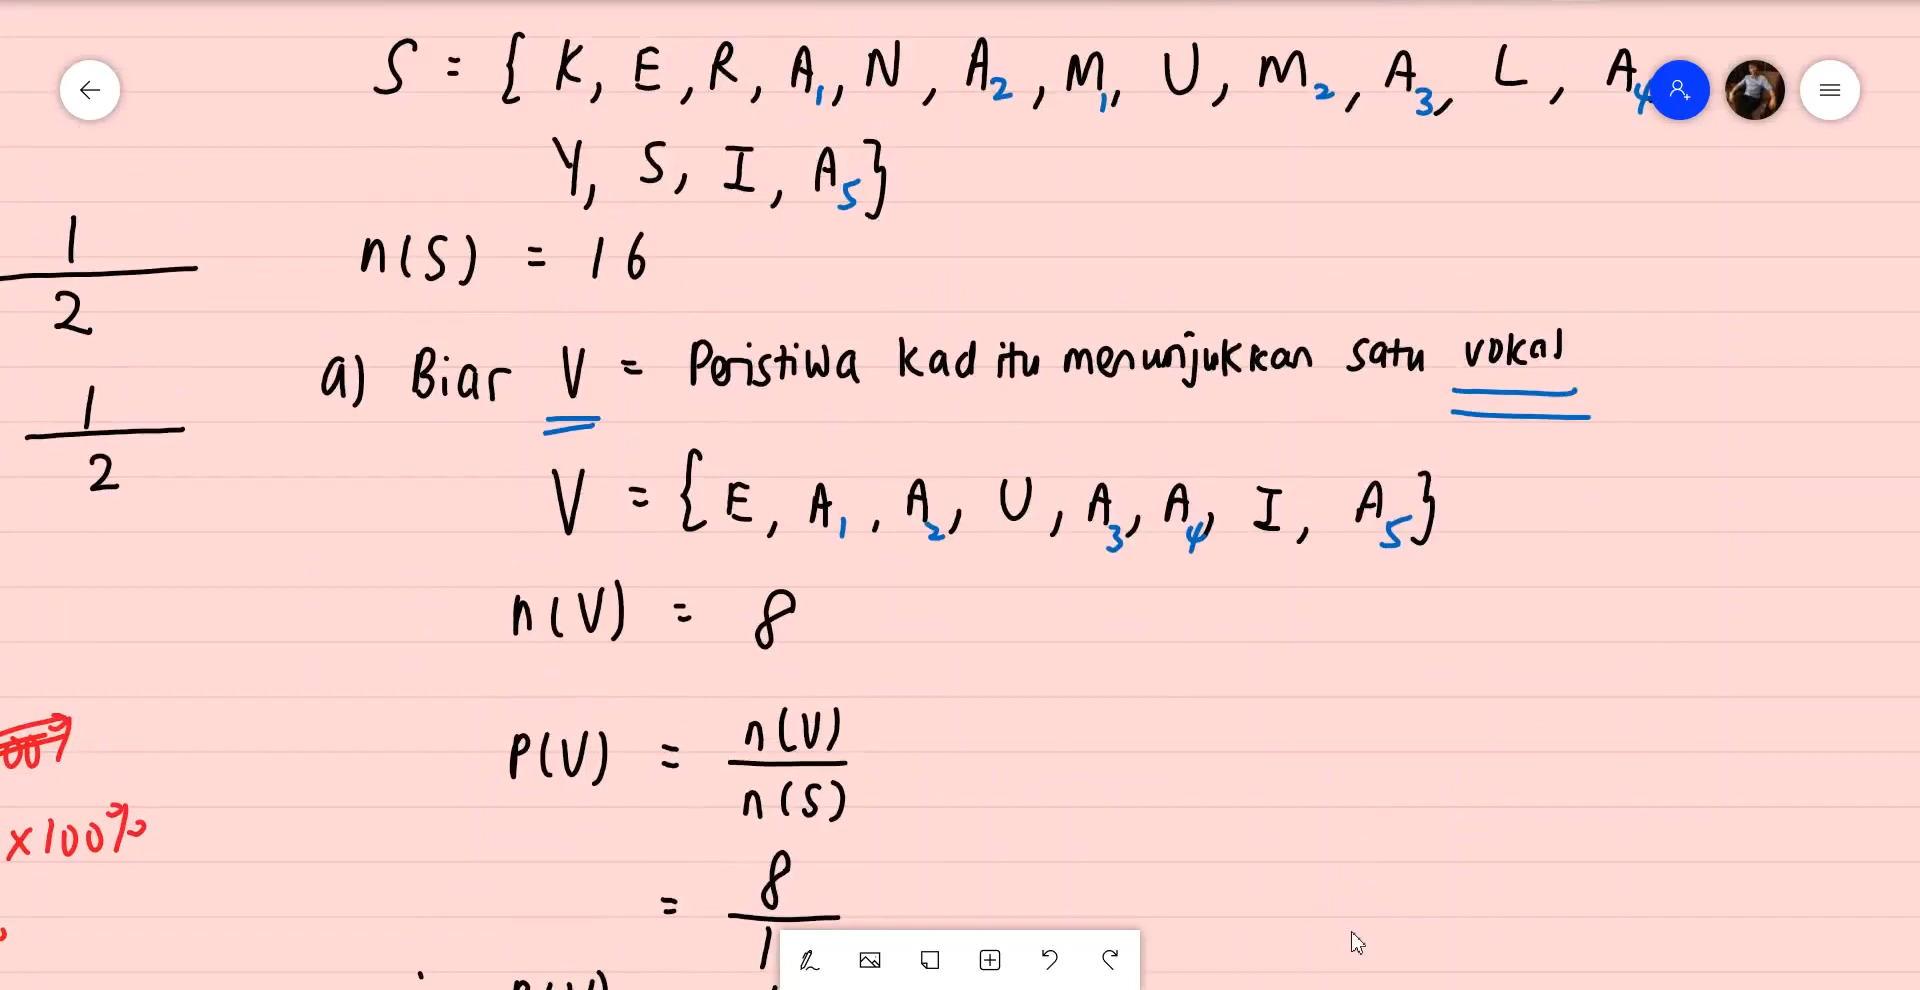 S = { K, E, R, A₁, N, A₂, M₁, U, M₂, A₃, L, A₄
Y, S, I, A₅}
n(S) = 16
1
2
1
2
a) Biar V = Peristiwa kad itu menunjukkan satu vokal
V = { E, A₁, A₂, U, A₃, A₄, I, A₅}
n(V) = 8
P(V) = n(V)
n(S)
x100%
= 8